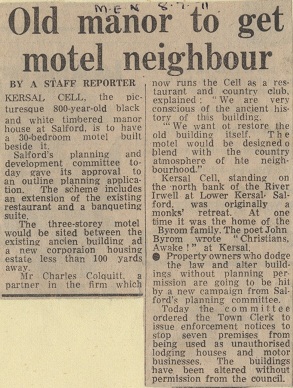 M.E.N 8.7.71
Old manor to get
motel neighbour
BY A STAFF REPORTER
KERSAL CELL, the pic-
turesque 800-year-old black
and white timbered manor
house at Salford, is to have
a 30-bedroom motel built
beside it.
Salford's planning and
development committee to-
day gave its approval to
an outline planning applica-
tion. The scheme includes
an extension of the existing
restaurant and a banqueting
suite.
The three-storey motel
would be sited between the
existing ancien building ad
a new corporaion housing
estate less than 100 yards
away.
Mr Charles Colquitt, a
partner in the firm which
now runs the Cell as a res-
taurant and country club,
explained: "We are very
conscious of the ancient history
of this building.
"We want to restore the
old building itself. The
motel would be designed to
blend with the country
atmosphere of hte neigh-
bourhood."
Kersal Cell, standing on
the north bank of the River
Irwell at Lower Kersal, Sal-
ford, was originally a
monks' retreat. At one
time it was the home of the
Byrom family. The poet John
Byrom wrote "Christians,
Awake!" at Kersal.
● Property owners who dodge
the law and alter build-
ings without planning per-
mission are going to be hit
by a new campaign from Sal-
ford's planning committee.
Today the committee
ordered the Town Clerk to
issue enforcement notices to
stop seven premises from
being used as unauthorised
lodging houses and motor
businesses. The buildings
have been altered without
permission from the council.